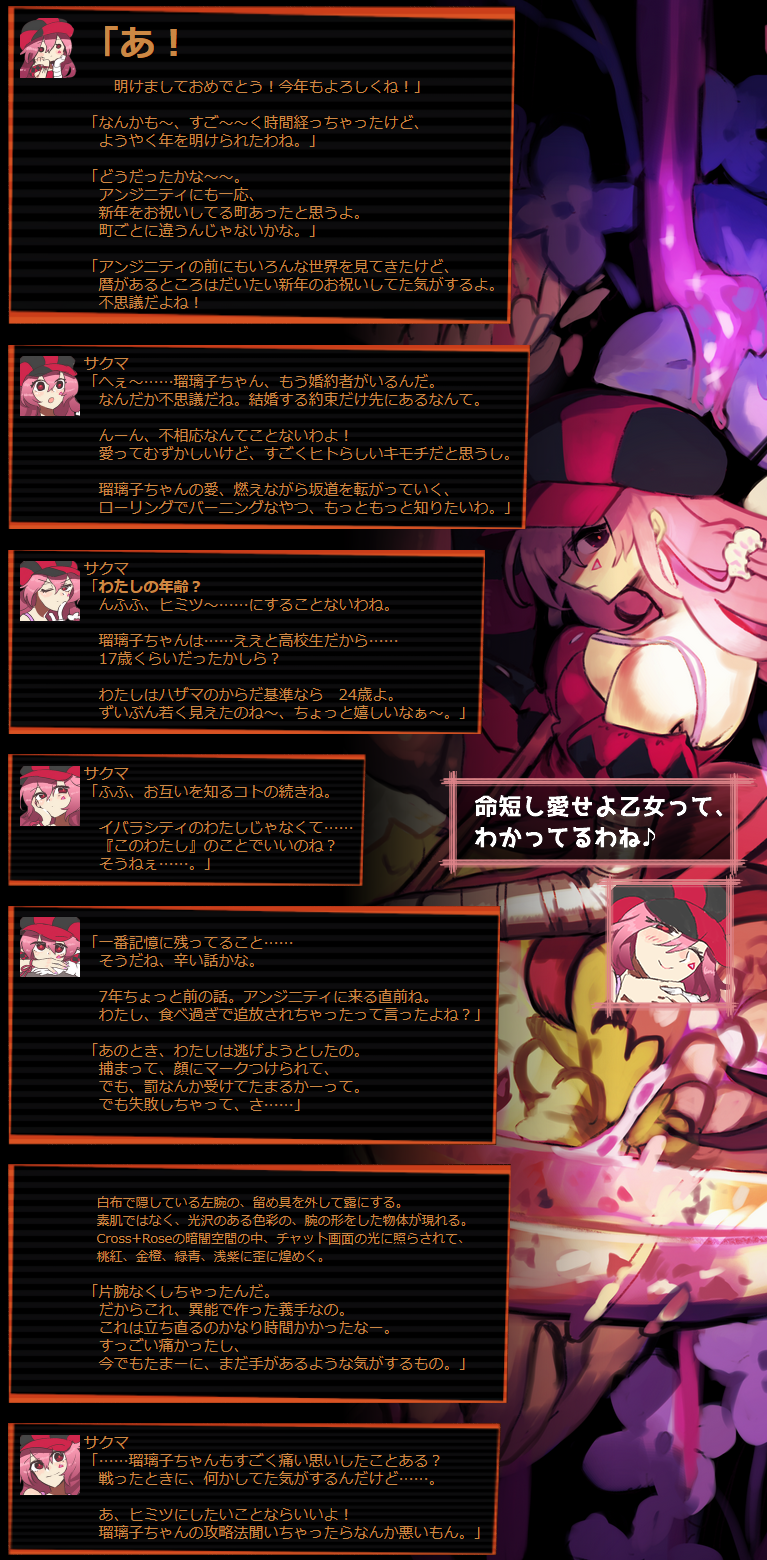 「あ！
明けましておめでとう！今年もよろしくね！」
「なんかも～、すご～～く時間経っちゃったけど、
ようやく年を明けられたわね。」
「どうだったかな～～。
アンジニティにも一応、
新年をお祝いしてる町あったと思うよ。
町ごとに違うんじゃないかな。」
「アンジニティの前にもいろんな世界を見てきたけど、
暦があるところはだいたい新年のお祝いしてた気がするよ。
不思議だよね！
サクマ
「へぇ～……瑠璃子ちゃん、もう婚約者がいるんだ。
なんだか不思議だね。結婚する約束だけ先にあるなんて。
んーん、不相応なんてことないわよ！
愛ってむずかしいけど、すごくヒトらしいキモチだと思うし。
瑠璃子ちゃんの愛、燃えながら坂道を転がっていく、
ローリングでバーニングなやつ、もっともっと知りたいわ。」
サクマ
「わたしの年齢？
んふふ、ヒミツ～……にすることないわね。
瑠璃子ちゃんは……ええと高校生だから……
17歳くらいだったかしら？
わたしはハザマのからだ基準なら　24歳よ。
ずいぶん若く見えたのね～、ちょっと嬉しいなぁ～。」
サクマ
「ふふ、お互いを知るコトの続きね。
イバラシティのわたしじゃなくて……
『このわたし』のことでいいのね？
そうねぇ……。」
命短し愛せよ乙女って、
わかってるわね♪
「一番記憶に残ってること……
そうだね、辛い話かな。
7年ちょっと前の話。アンジニティに来る直前ね。
わたし、食べ過ぎで追放されちゃったって言ったよね？」
「あのとき、わたしは逃げようとしたの。
捕まって、顔にマークつけられて、
でも、罰なんか受けてたまるかーって。
でも失敗しちゃって、さ……」
白布で隠している左腕の、留め具を外して露にする。
素肌ではなく、光沢のある色彩の、腕の形をした物体が現れる。
Cross+Roseの暗闇空間の中、チャット画面の光に照らされて、
桃紅、金橙、緑青、浅紫に歪に煌めく。
「片腕なくしちゃったんだ。
だからこれ、異能で作った義手なの。
これは立ち直るのかなり時間かかったなー。
すっごい痛かったし、
今でもたまーに、まだ手があるような気がするもの。」
サクマ
「……瑠璃子ちゃんもすごく痛い思いしたことある？
戦ったときに、何かしてた気がするんだけど……。
あ、ヒミツにしたいことならいいよ！
瑠璃子ちゃんの攻略法聞いちゃったらなんか悪いもん。」